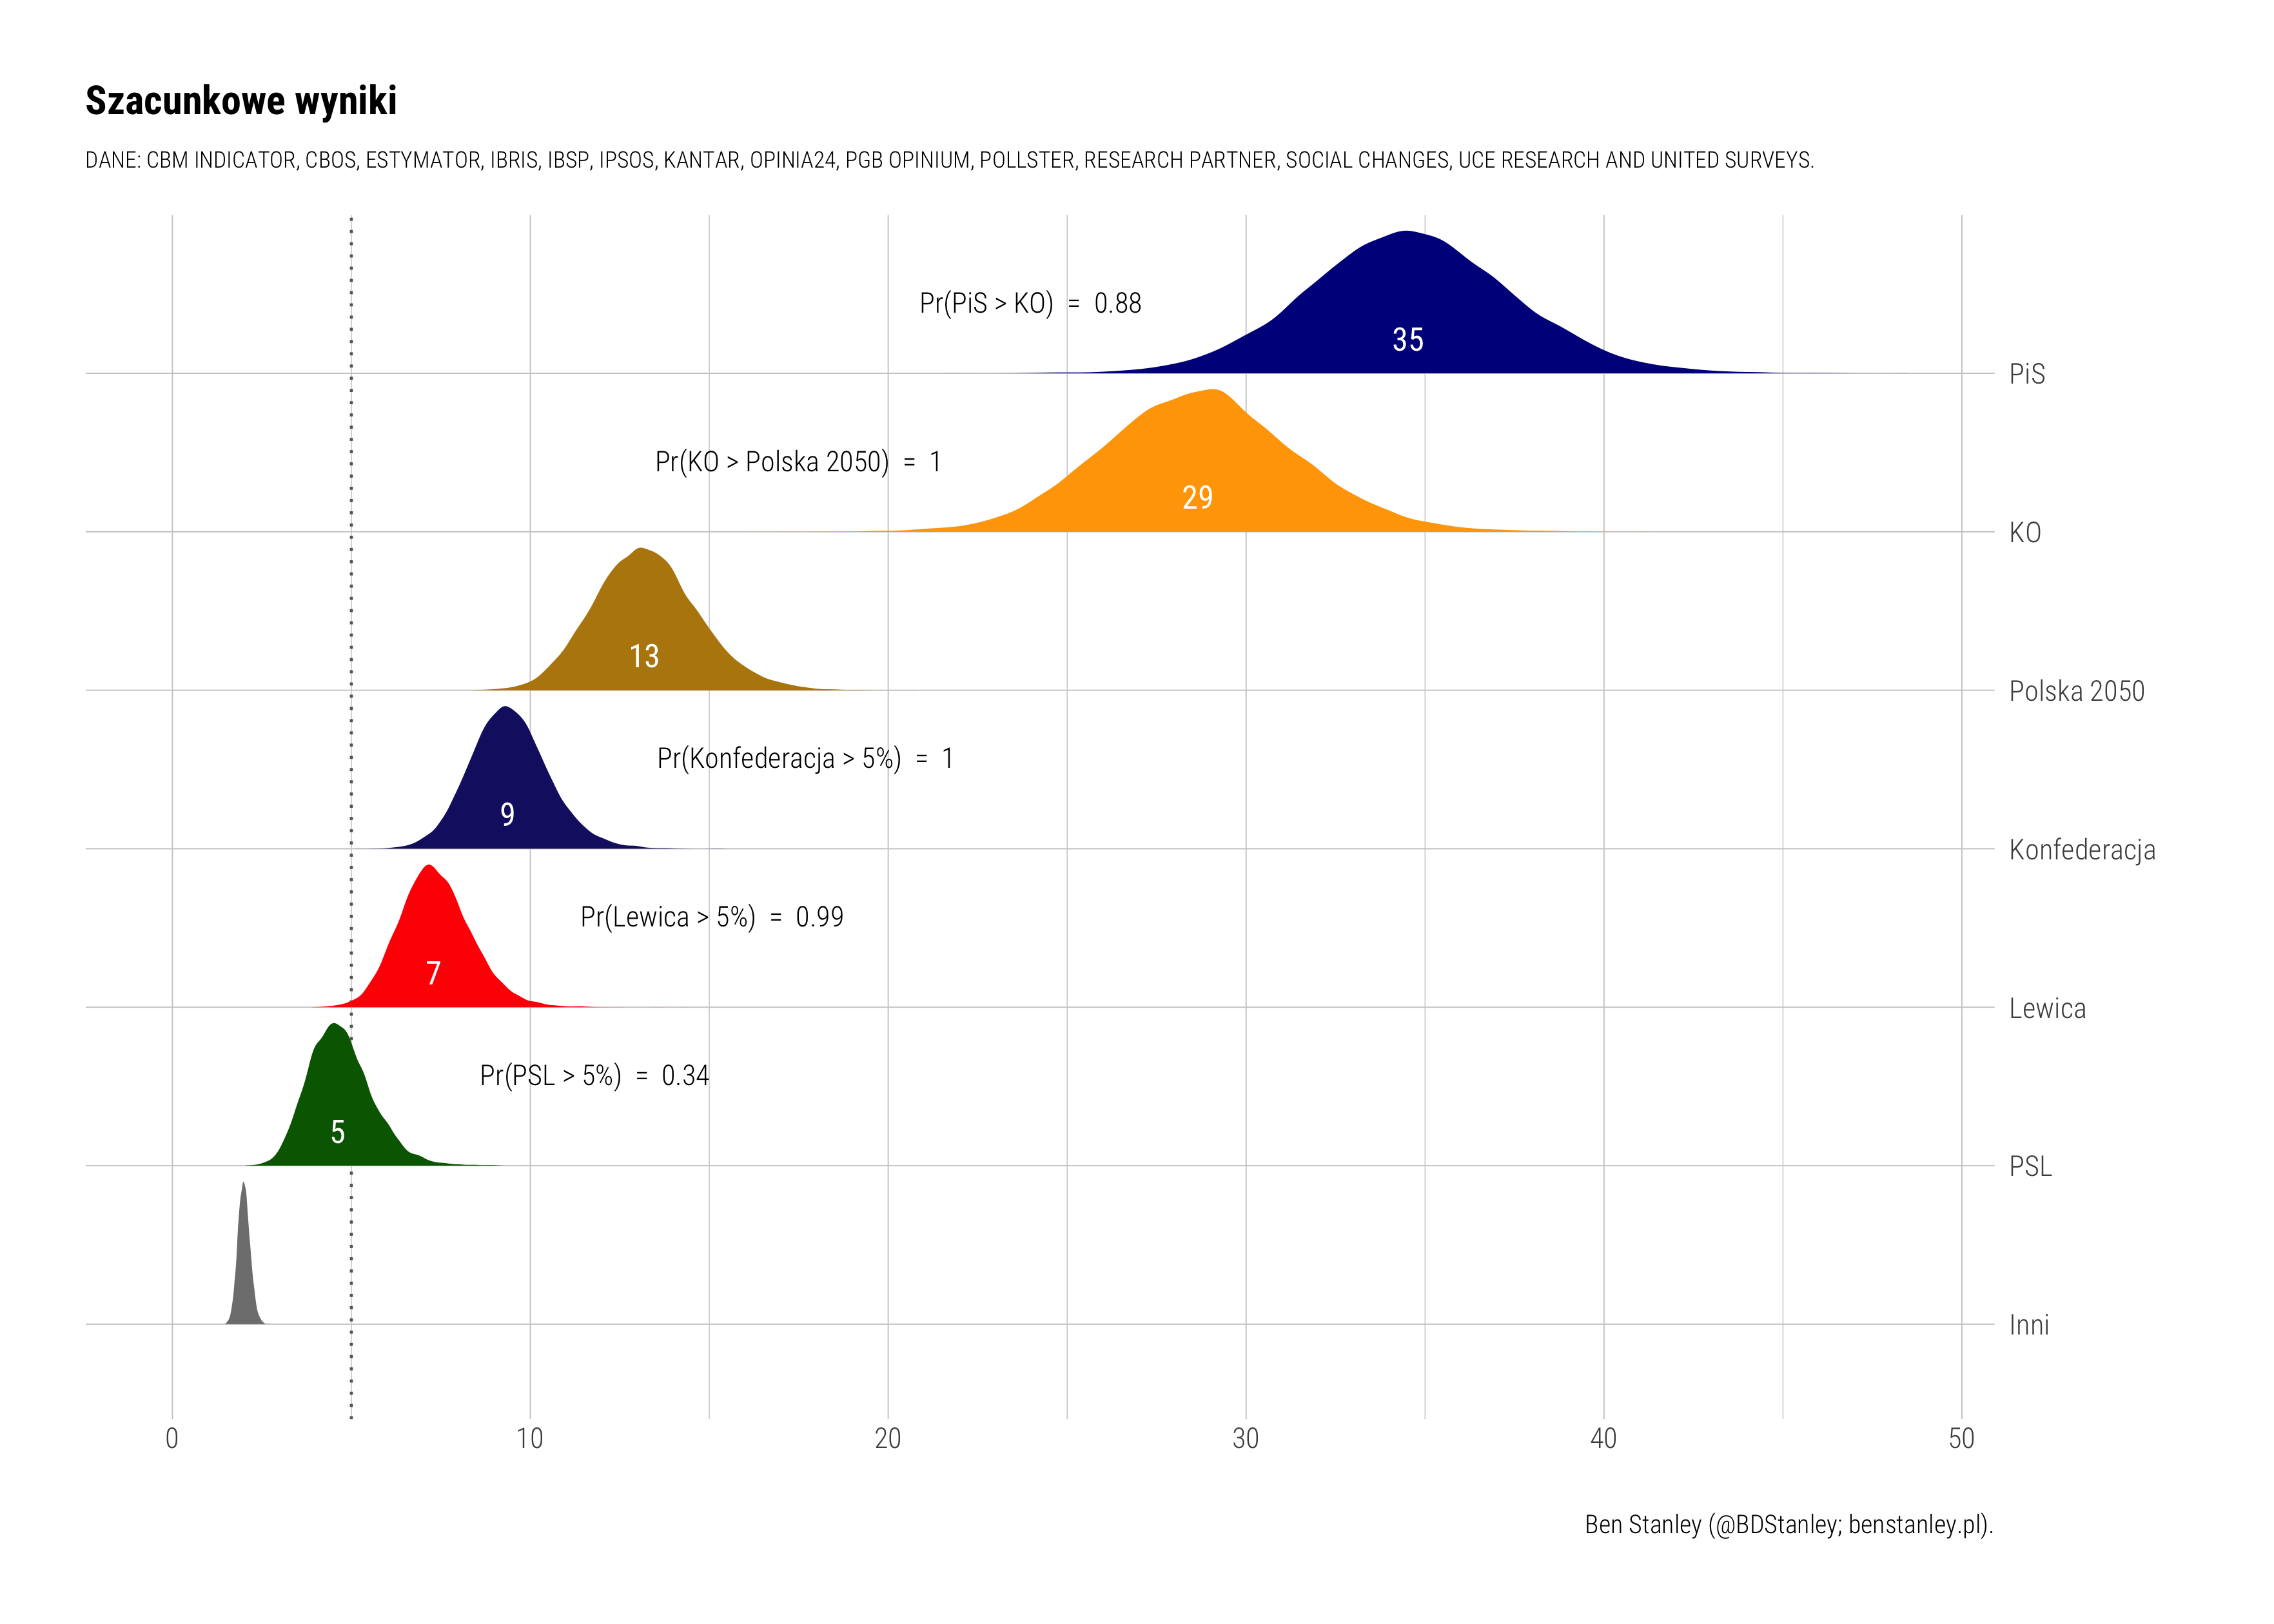 Szacunkowe wyniki
DANE: CBM INDICATOR, CBOS, ESTYMATOR, IBRIS, IBSP, IPSOS, KANTAR, OPINIA24, PGB OPINIUM, POLLSTER, RESEARCH PARTNER, SOCIAL CHANGES, UCE RESEARCH AND UNITED SURVEYS.
Pr(PiS > KO) = 0.88
35
PiS
Pr(KO > Polska 2050) = 1
29
KO
13
Polska 2050
Pr(Konfederacja > 5%) = 1
9
Konfederacja
Pr(Lewica > 5%) = 0.99
7
Lewica
Pr(PSL > 5%) = 0.34
5
PSL
Inni
0 10 20 30 40 50
Ben Stanley (@BDStanley; benstanley.pl).